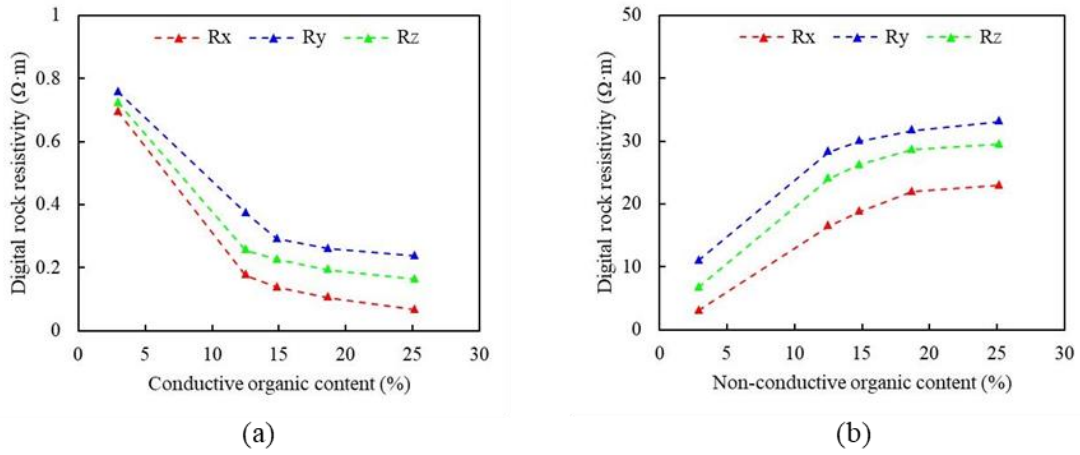 1
0.8
0.6
0.4
0.2
0
0 5 10 15 20 25 30
Rx Ry Rz
Digital rock resistivity (Ω·m)
Conductive organic content (%)
(a)
50
40
30
20
10
0
0 5 10 15 20 25 30
Rx Ry Rz
Digital rock resistivity (Ω·m)
Non-conductive organic content (%)
(b)